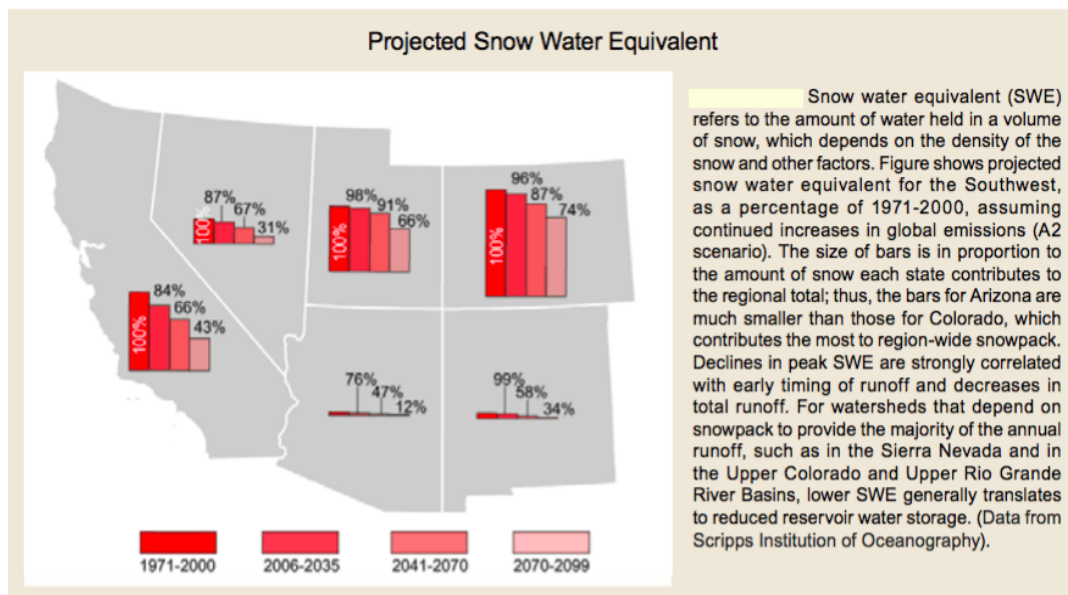 Projected Snow Water Equivalent
87%
67%
31%
100%
98%
91%
66%
100%
96%
87%
74%
100%
84%
66%
43%
100%
76%
47%
12%
99%
58%
34%
1971-2000
2006-2035
2041-2070
2070-2099
Snow water equivalent (SWE)
refers to the amount of water held in a volume
of snow, which depends on the density of the
snow and other factors. Figure shows projected
snow water equivalent for the Southwest,
as a percentage of 1971-2000, assuming
continued increases in global emissions (A2
scenario). The size of bars is in proportion to
the amount of snow each state contributes to
the regional total; thus, the bars for Arizona are
much smaller than those for Colorado, which
contributes the most to region-wide snowpack.
Declines in peak SWE are strongly correlated
with early timing of runoff and decreases in
total runoff. For watersheds that depend on
snowpack to provide the majority of the annual
runoff, such as in the Sierra Nevada and in
the Upper Colorado and Upper Rio Grande
River Basins, lower SWE generally translates
to reduced reservoir water storage. (Data from
Scripps Institution of Oceanography).